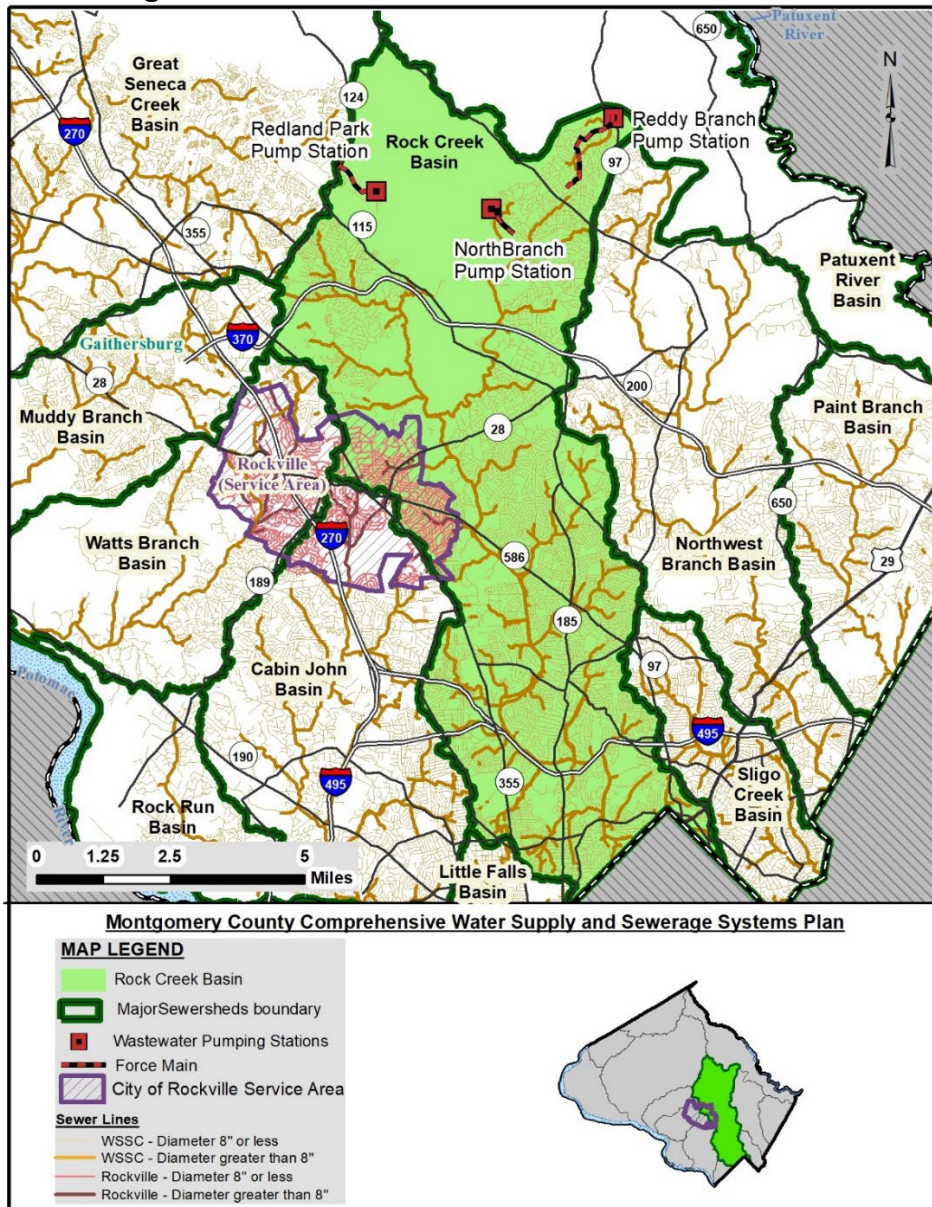 Patuxent
River
650
Great
Seneca
Creek
Basin
N
270
124
Redland Park
Pump Station
Rock Creek
Basin
Reddy Branch
Pump Station
97
355
115
NorthBranch
Pump Station
Patuxent
River
Basin
370
Gaithersburg
28
Muddy Branch
Basin
200
Paint Branch
Basin
28
Rockville
(Service Area)
650
270
Watts Branch
Basin
586
Northwest
Branch Basin
29
189
185
Cabin John
Basin
97
Potomac
River
190
495
495
355
Sligo
Creek
Basin
Rock Run
Basin
Little Falls
Basin
0 1.25 2.5 5
Miles
Montgomery County Comprehensive Water Supply and Sewerage Systems Plan
MAP LEGEND
Rock Creek Basin
MajorSewersheds boundary
Wastewater Pumping Stations
Force Main
City of Rockville Service Area
Sewer Lines
WSSC - Diameter 8" or less
WSSC - Diameter greater than 8"
Rockville - Diameter 8" or less
Rockville - Diameter greater than 8"